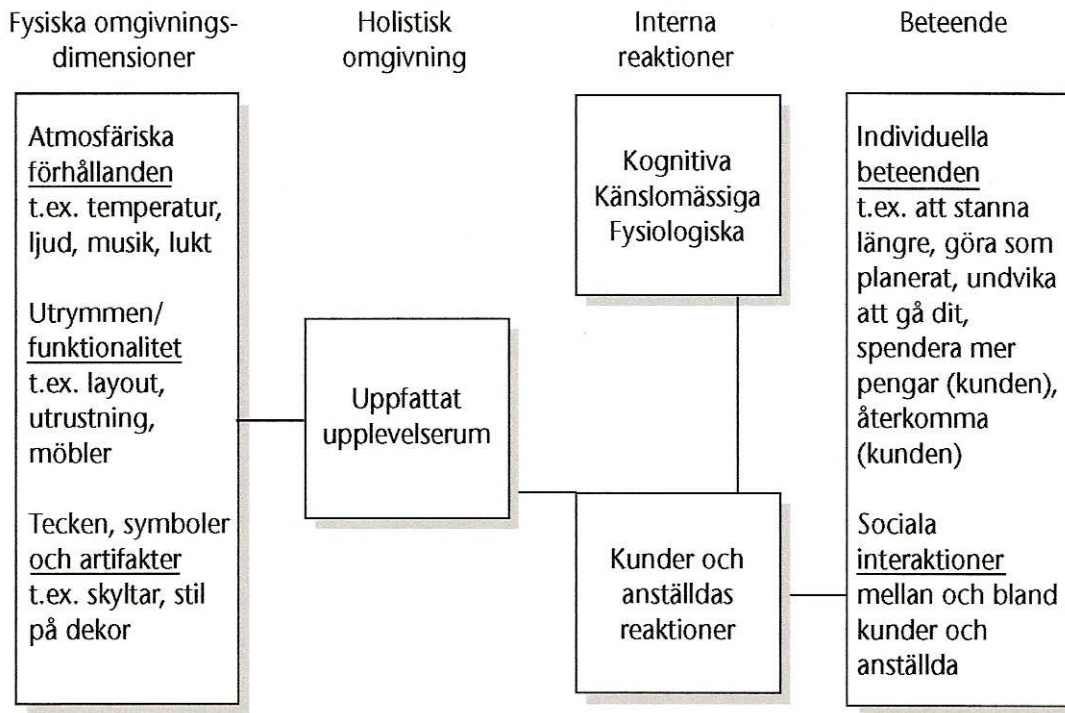 Fysiska omgivnings-
dimensioner
Holistisk
omgivning
Interna
reaktioner
Beteende
Atmosfäriska
förhållanden
t.ex. temperatur,
ljud, musik, lukt
Utrymmen/
funktionalitet
t.ex. layout,
utrustning,
möbler
Tecken, symboler
och artifakter
t.ex. skyltar, stil
på dekor
Uppfattat
upplevelserum
Kognitiva
Känslomässiga
Fysiologiska
Kunder och
anställdas
reaktioner
Individuella
beteenden
t.ex. att stanna
längre, göra som
planerat, undvika
att gå dit,
spendera mer
pengar (kunden),
återkomma
(kunden)
Sociala
interaktioner
mellan och bland
kunder och
anställda